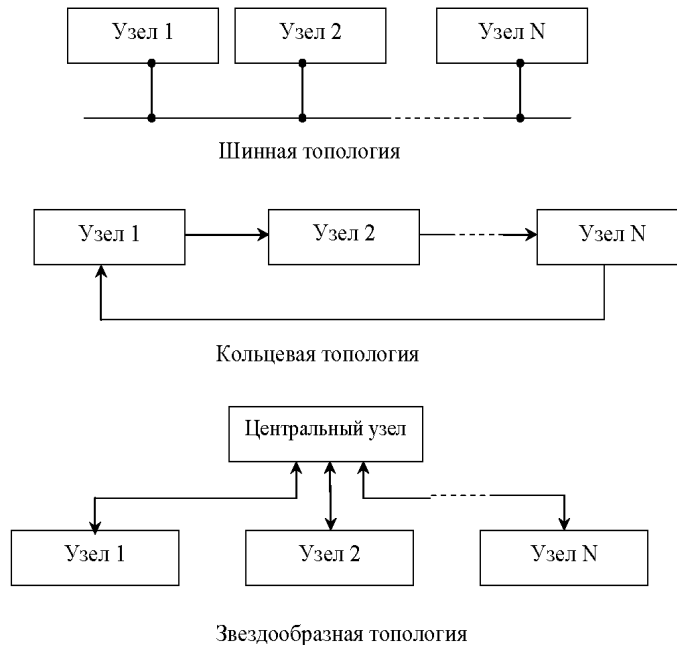 Узел 1 Узел 2 Узел N
Шинная топология
Узел 1 Узел 2 Узел N
Кольцевая топология
Центральный узел
Узел 1 Узел 2 Узел N
Звездообразная топология